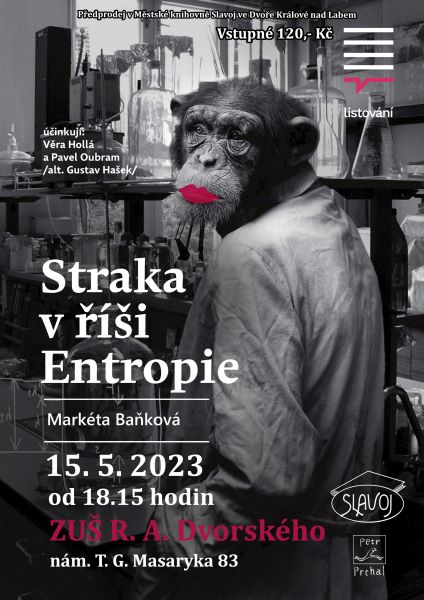 Předprodej v Městské knihovně Slavoj ve Dvoře Králové nad Labem
Vstupné 120,- Kč
listování
účinkují:
Věra Hollá
a Pavel Oubram
/alt. Gustav Hašek/
Straka
v říši
Entropie
Markéta Baňková
15. 5. 2023
od 18.15 hodin
ZUŠ R. A. Dvorského
nám. T. G. Masaryka 83
SLAVOJ
Petr
Prchal